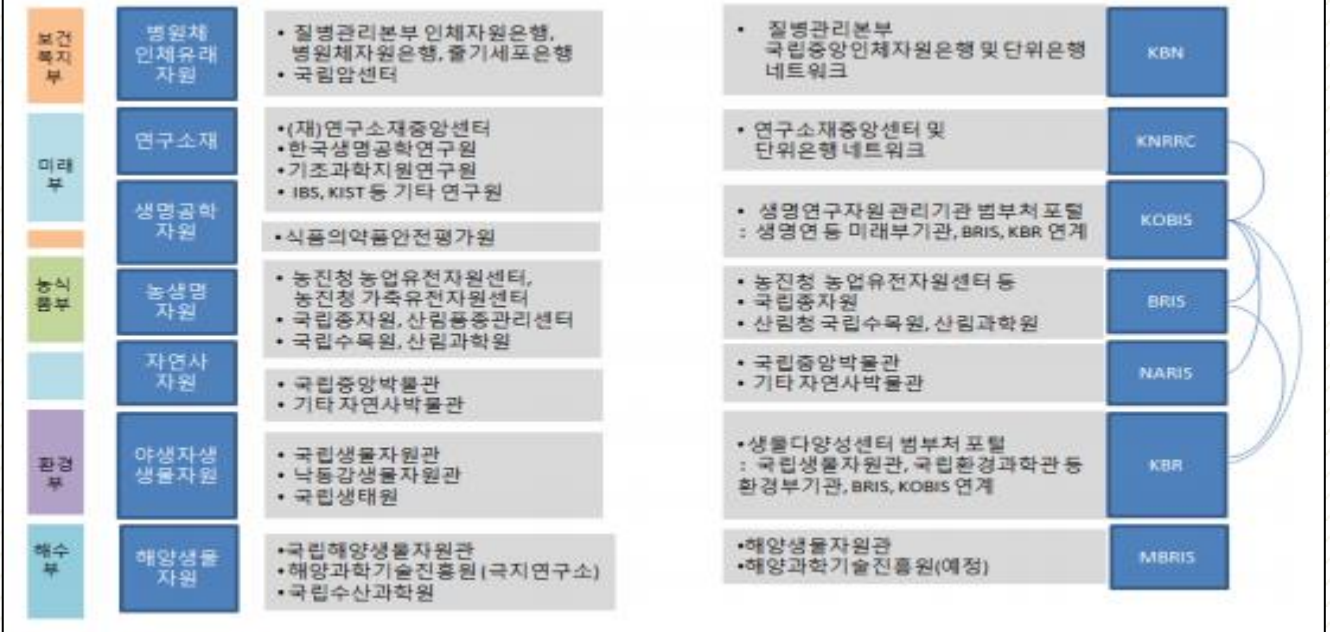 보건
복지
부
병원체
인체유래
자원
• 질병관리본부 인체자원은행,
병원체자원은행, 줄기세포은행
• 국립암센터
• 질병관리본부
국립중앙인체자원은행 및 단위은행
네트워크
KBN
미래
부
연구소재
생명공학
자원
•(재)연구소재중앙센터
•한국생명공학연구원
•기초과학지원연구원
• IBS, KIST 등 기타 연구원
•식품의약품안전평가원
• 연구소재중앙센터 및
단위은행 네트워크
KNRRC
• 생명연구자원 관리기관 범부처 포털
: 생명연 등 미래부기관, BRIS, KBR 연계
KOBIS
농식
품부
농생명
자원
• 농진청 농업유전자원센터,
농진청 가축유전자원센터
• 국립종자원, 산림품종관리센터
• 국립수목원, 산림과학원
• 농진청 농업유전자원센터 등
• 국립종자원
• 산림청 국립수목원, 산림과학원
BRIS
자연사
자원
• 국립중앙박물관
• 기타 자연사박물관
• 국립중앙박물관
• 기타 자연사박물관
NARIS
환경
부
야생자생
생물자원
• 국립생물자원관
• 낙동강생물자원관
• 국립생태원
•생물다양성센터 범부처 포털
: 국립생물자원관, 국립환경과학관 등
환경부기관, BRIS, KOBIS 연계
KBR
해수
부
해양생물
자원
•국립해양생물자원관
•해양과학기술진흥원 (극지연구소)
•국립수산과학원
•해양생물자원관
•해양과학기술진흥원(예정)
MBRIS